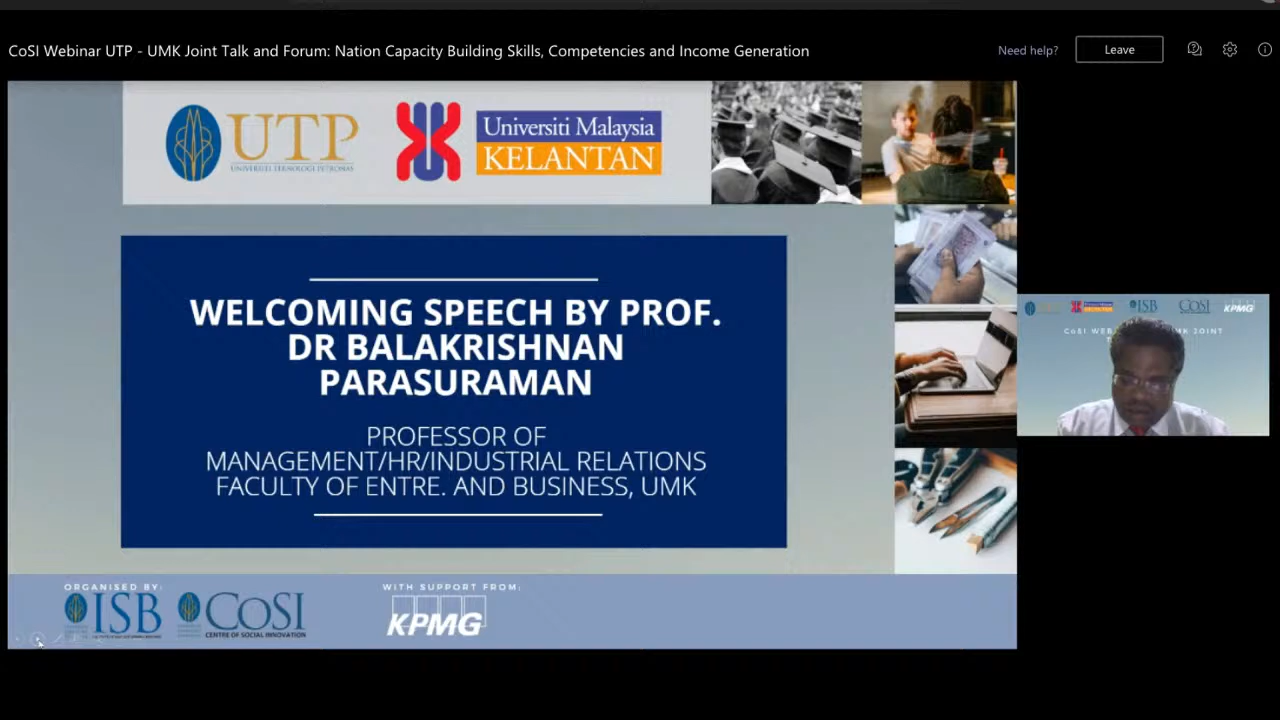 CoSI Webinar UTP - UMK Joint Talk and Forum: Nation Capacity Building Skills, Competencies and Income Generation
Need help?
Leave
UTP
UNIVERSITI TEKNOLOGI PETRONAS
Universiti Malaysia
KELANTAN
WELCOMING SPEECH BY PROF.
DR BALAKRISHNAN
PARASURAMAN
PROFESSOR OF
MANAGEMENT/HR/INDUSTRIAL RELATIONS
FACULTY OF ENTRE. AND BUSINESS, UMK
ISB
CoSI
KPMG
CoSI WEB
JOINT
ORGANISED BY:
WITH SUPPORT FROM:
ISB
CoSI
CENTRE OF SOCIAL INNOVATION
KPMG